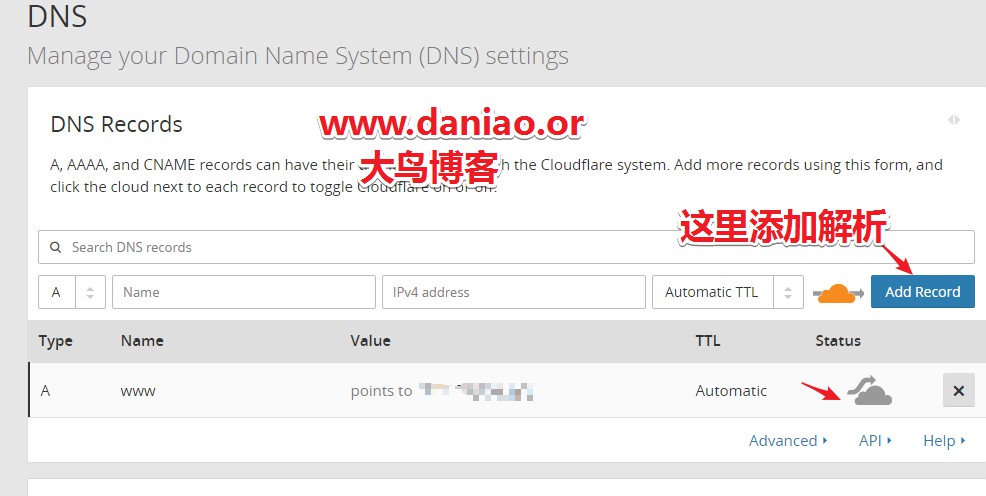 DNS
Manage your Domain Name System (DNS) settings
DNS Records
www.daniao.or
大鸟博客
A, AAAA, and CNAME records can have their the Cloudflare system. Add more records using this form, and
click the cloud next to each record to toggle Cloudflare on or off.
这里添加解析
Search DNS records
A Name IPv4 address Automatic TTL Add Record
Type Name Value TTL Status
A www points to Automatic
Advanced API Help